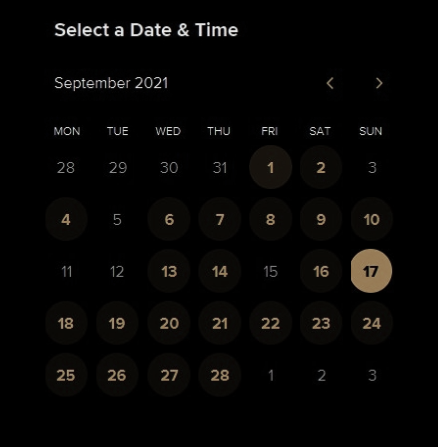 Select a Date & Time
September 2021
MON TUE WED THU FRI SAT SUN
28 29 30 31 1 2 3
4 5 6 7 8 9 10
11 12 13 14 15 16 17
18 19 20 21 22 23 24
25 26 27 28 1 2 3